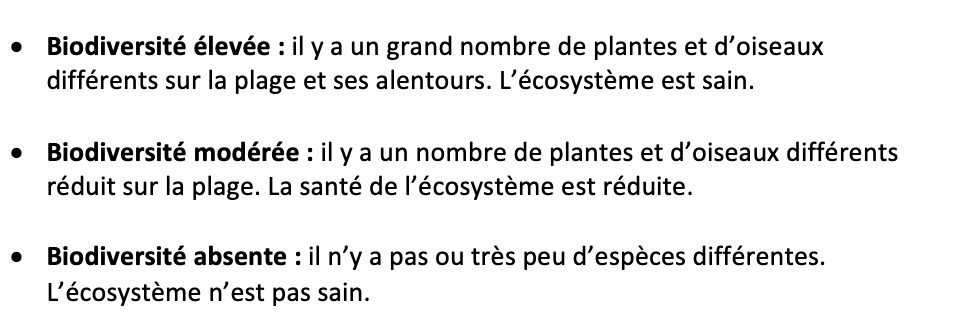 • Biodiversité élevée : il y a un grand nombre de plantes et d’oiseaux
différents sur la plage et ses alentours. L’écosystème est sain.
• Biodiversité modérée : il y a un nombre de plantes et d’oiseaux différents
réduit sur la plage. La santé de l’écosystème est réduite.
• Biodiversité absente : il n’y a pas ou très peu d’espèces différentes.
L’écosystème n’est pas sain.